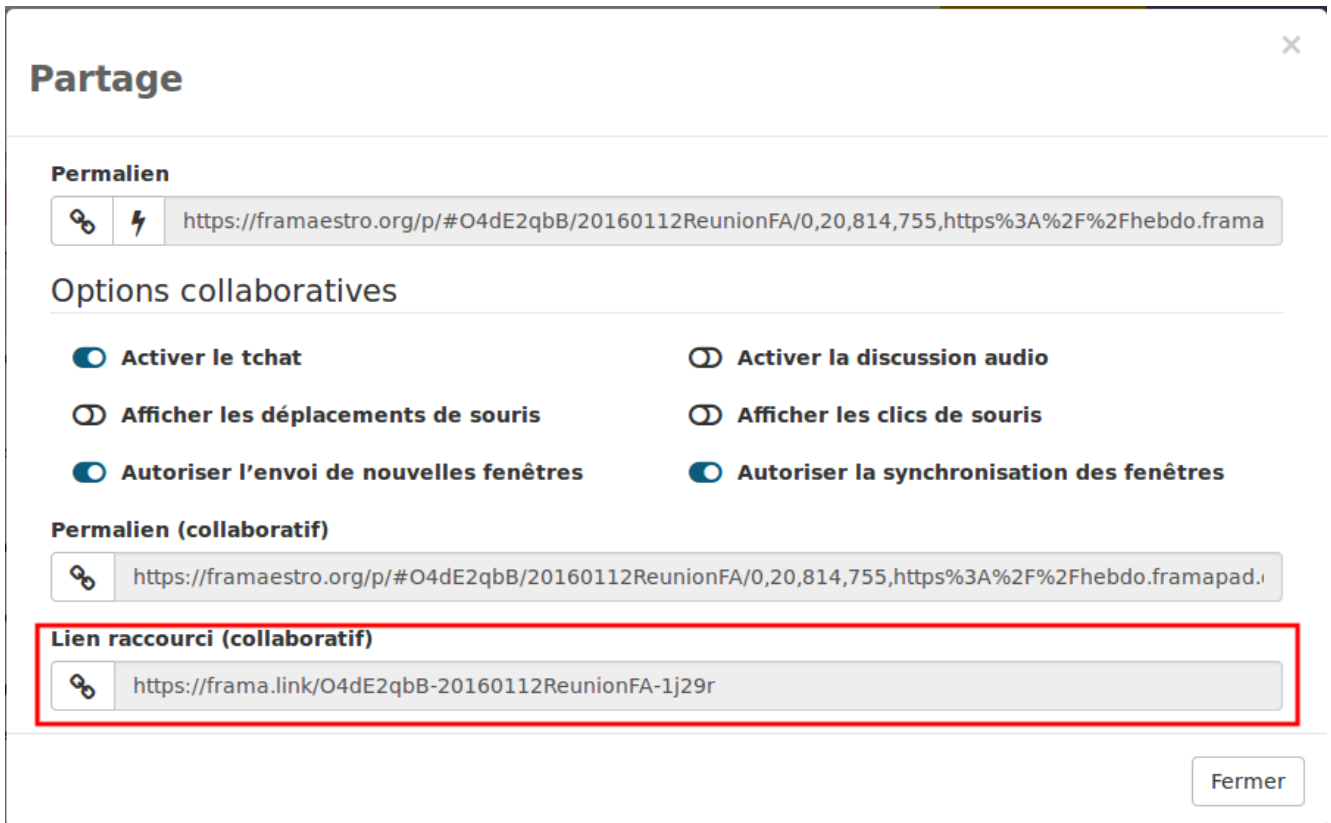 Partage
Permalien
https://framaestro.org/p/#O4dE2qbB/20160112ReunionFA/0,20,814,755,https%3A%2F%2Fhebdo.frama
Options collaboratives
Activer le tchat
Activer la discussion audio
Afficher les déplacements de souris
Afficher les clics de souris
Autoriser l’envoi de nouvelles fenêtres
Autoriser la synchronisation des fenêtres
Permalien (collaboratif)
https://framaestro.org/p/#O4dE2qbB/20160112ReunionFA/0,20,814,755,https%3A%2F%2Fhebdo.framapad.
Lien raccourci (collaboratif)
https://frama.link/O4dE2qbB-20160112ReunionFA-1j29r
Fermer